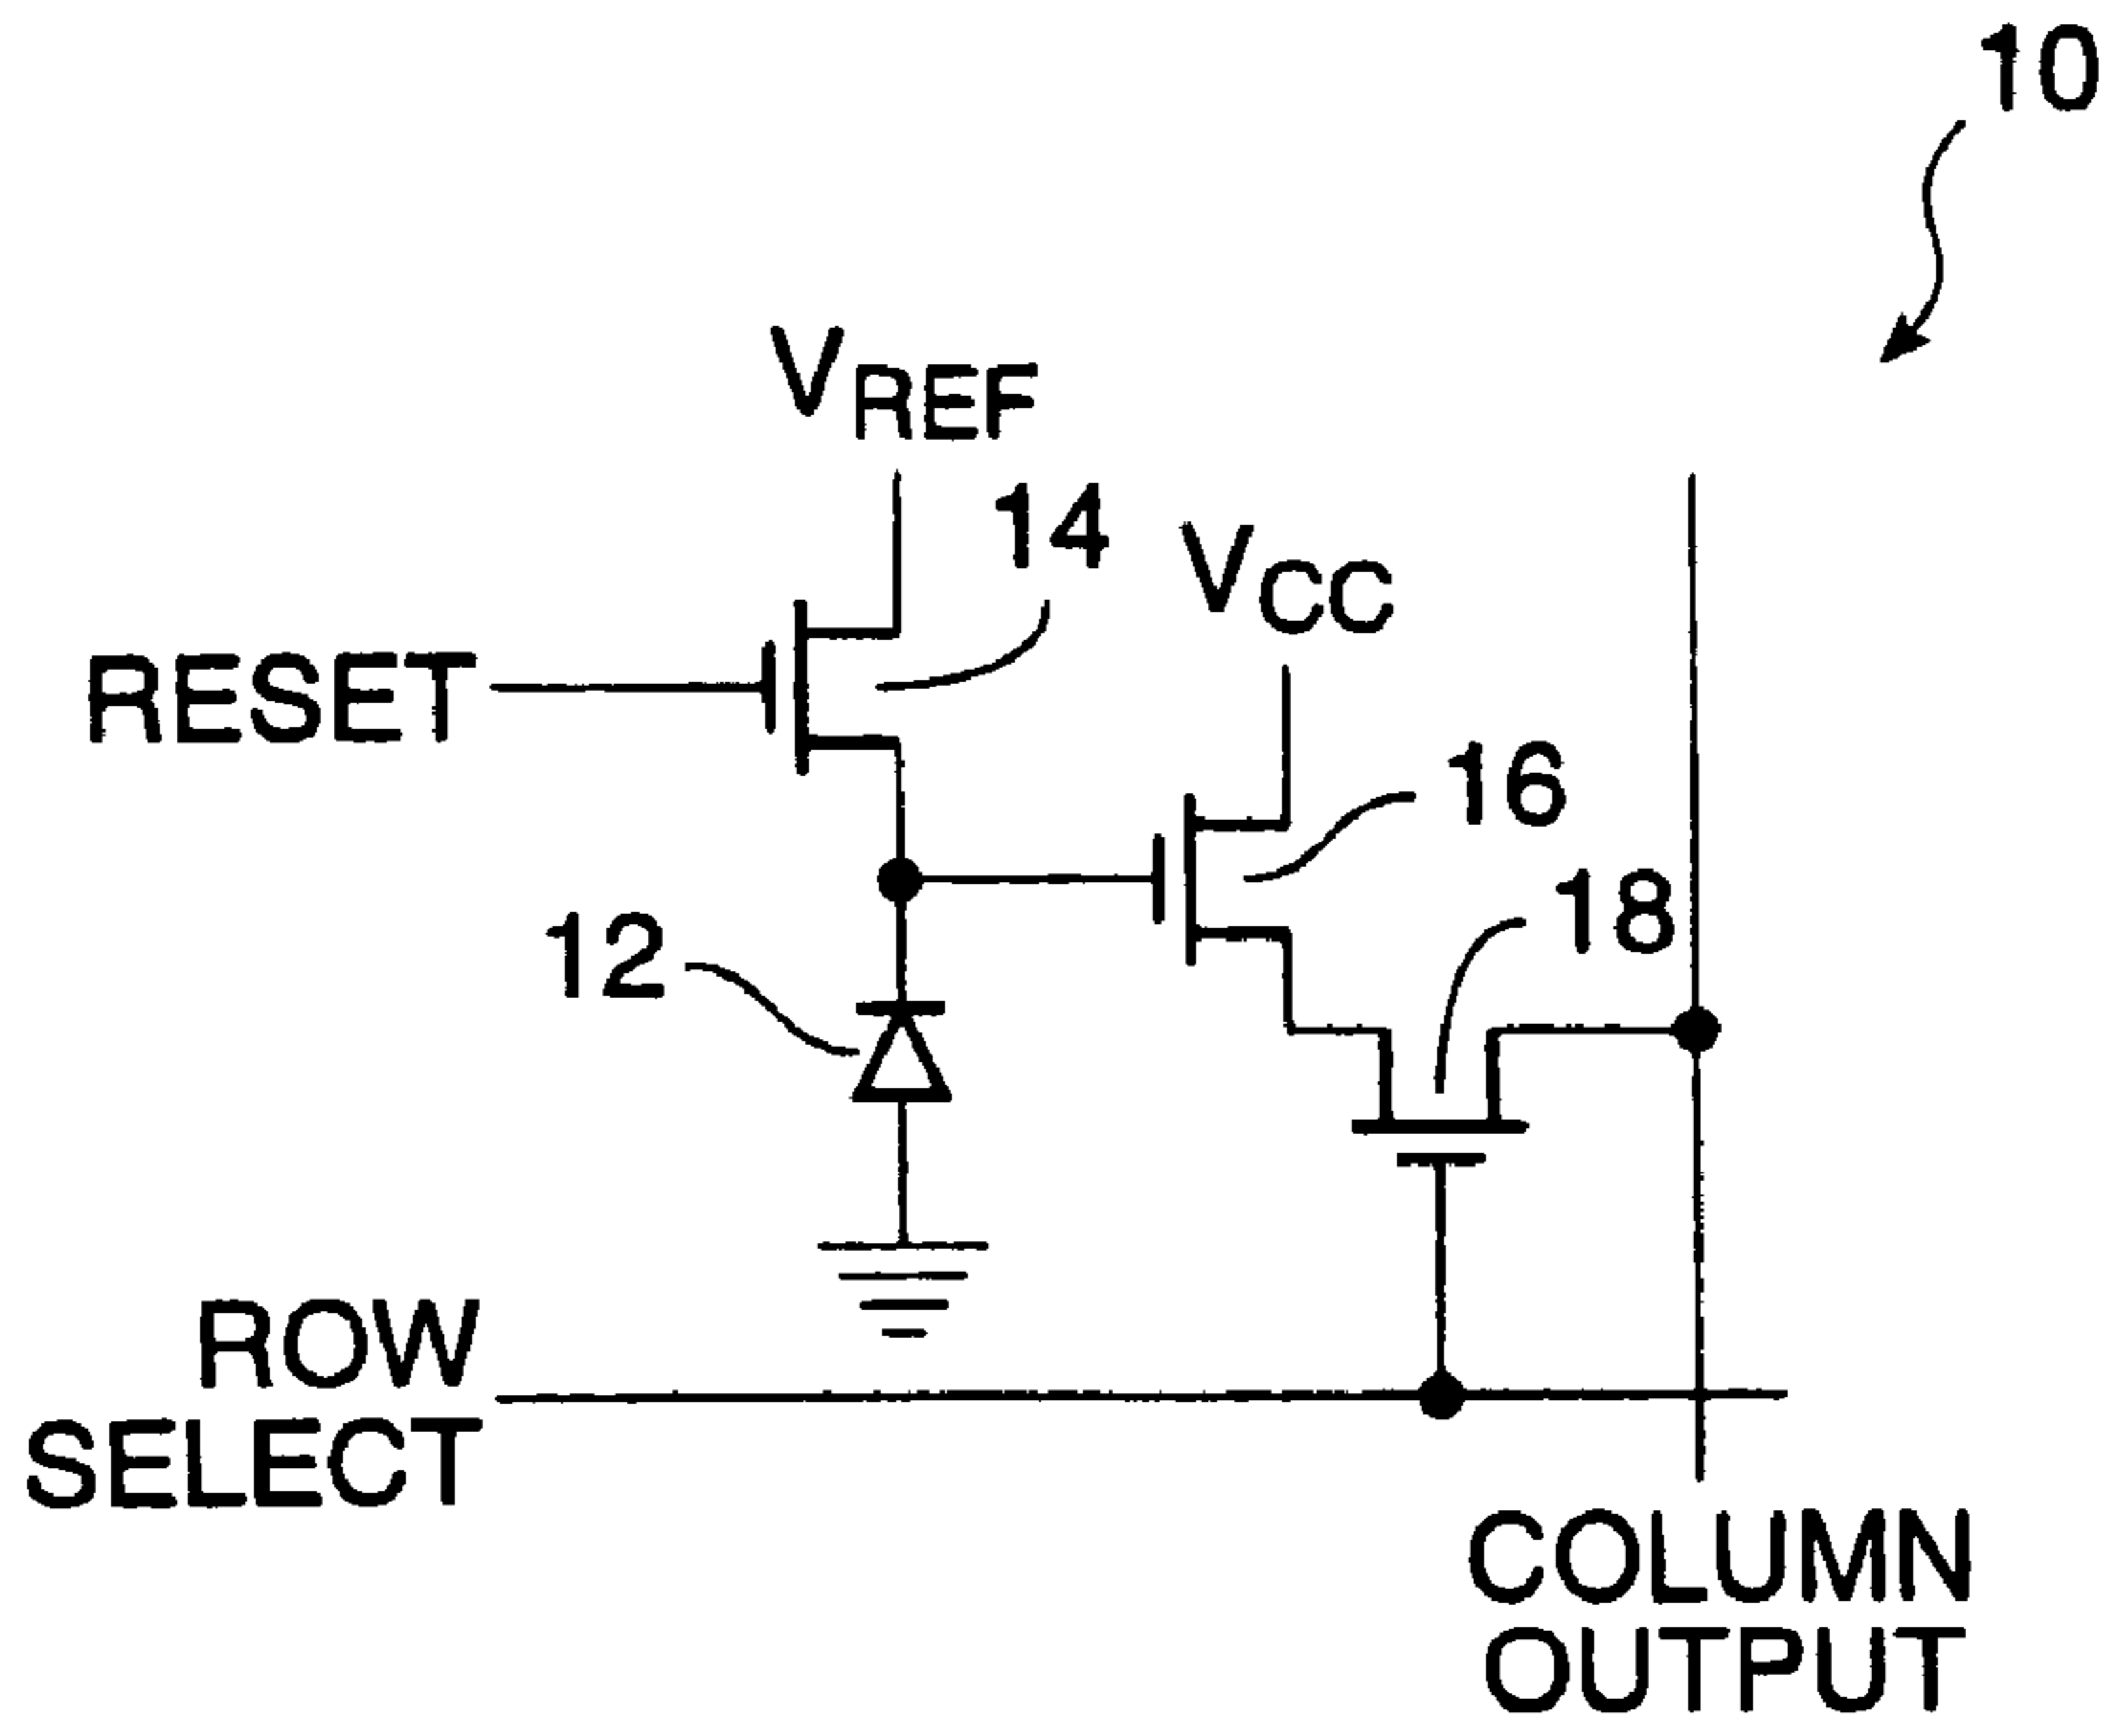 10
VREF
14
VCC
RESET
16
18
12
ROW
SELECT
COLUMN
OUTPUT